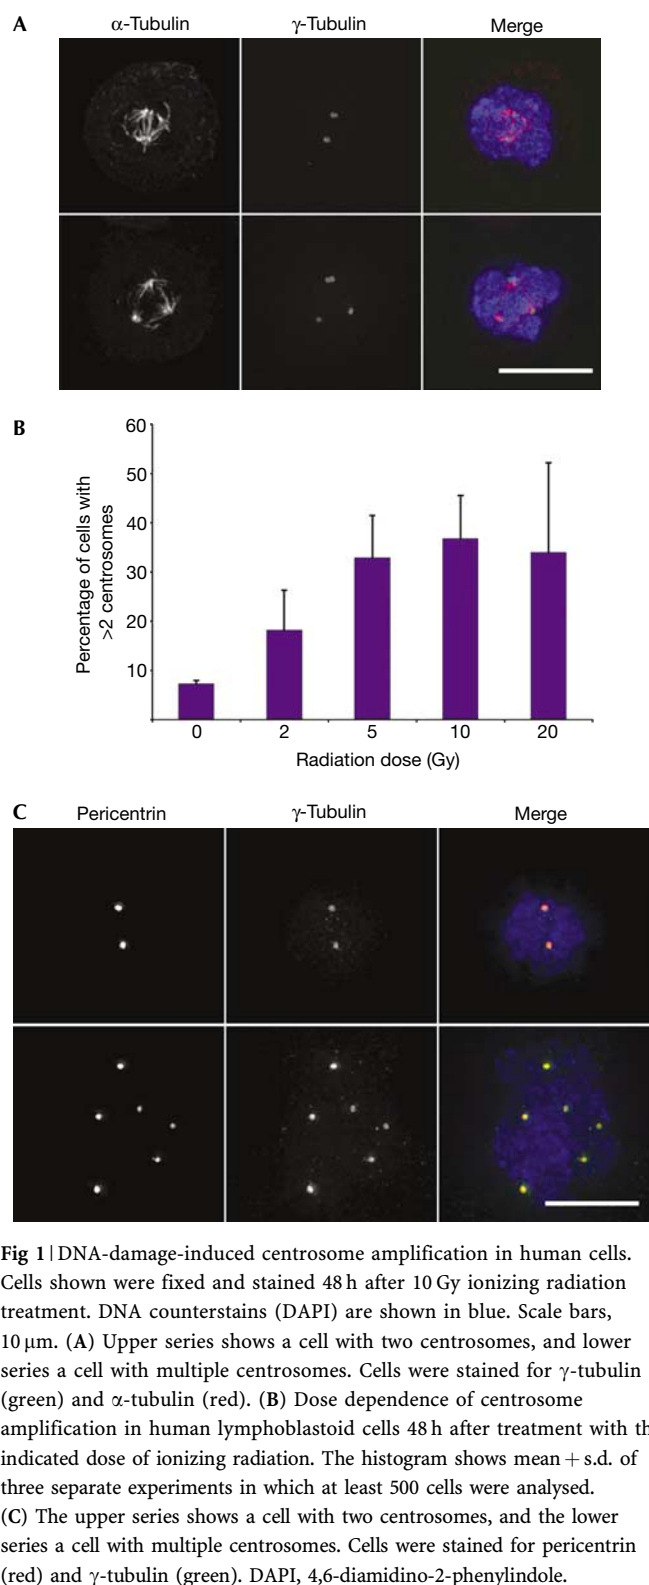 A
α-Tubulin γ-Tubulin Merge
B
Percentage of cells with
>2 centrosomes
60
50
40
30
20
10
0 2 5 10 20
Radiation dose (Gy)
C
Pericentrin γ-Tubulin Merge
Fig 1 | DNA-damage-induced centrosome amplification in human cells.
Cells shown were fixed and stained 48 h after 10 Gy ionizing radiation
treatment. DNA counterstains (DAPI) are shown in blue. Scale bars,
10 μm. (A) Upper series shows a cell with two centrosomes, and lower
series a cell with multiple centrosomes. Cells were stained for γ-tubulin
(green) and α-tubulin (red). (B) Dose dependence of centrosome
amplification in human lymphoblastoid cells 48 h after treatment with th
indicated dose of ionizing radiation. The histogram shows mean + s.d. of
three separate experiments in which at least 500 cells were analysed.
(C) The upper series shows a cell with two centrosomes, and the lower
series a cell with multiple centrosomes. Cells were stained for pericentrin
(red) and γ-tubulin (green). DAPI, 4,6-diamidino-2-phenylindole.